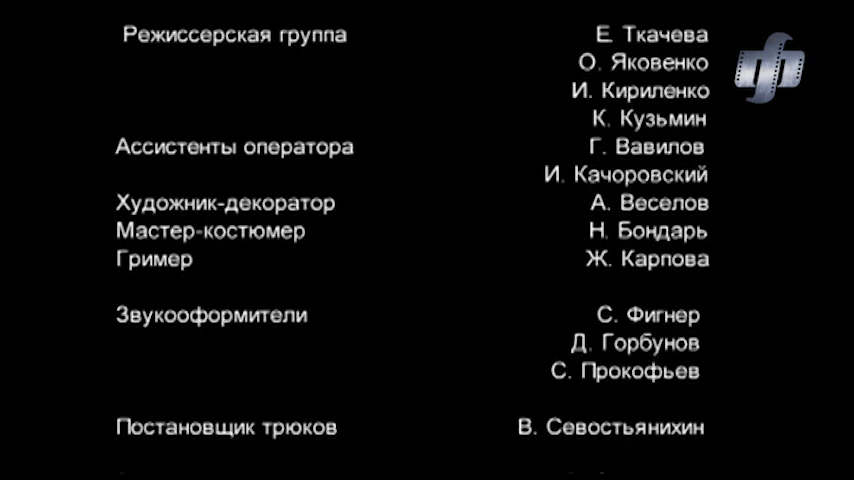 Режиссерская группа Е. Ткачева
О. Яковенко
И. Кириленко
К. Кузьмин
Ассистенты оператора Г. Вавилов
И. Качоровский
Художник-декоратор А. Веселов
Мастер-костюмер Н. Бондарь
Гример Ж. Карпова
Звукооформители С. Фигнер
Д. Горбунов
С. Прокофьев
Постановщик трюков В. Севостьянихин